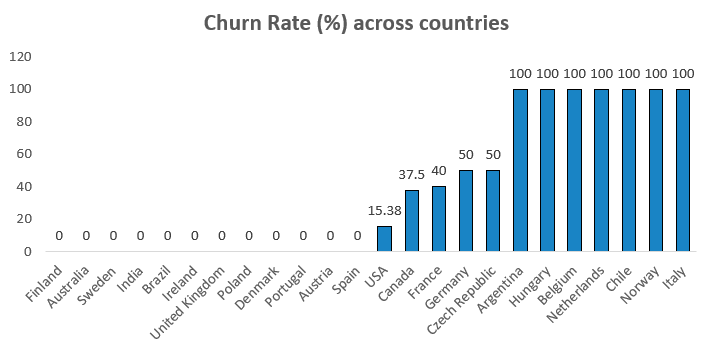 Churn Rate (%) across countries
120
100
80
60
40
20
0
0 0 0 0 0 0 0 0 0 0 0 0 15.38 37.5 40 50 50 100 100 100 100 100 100 100
Finland Australia Sweden India Brazil Ireland United Kingdom Poland Denmark Portugal Austria Spain USA Canada France Germany Czech Republic Argentina Hungary Belgium Netherlands Chile Norway Italy